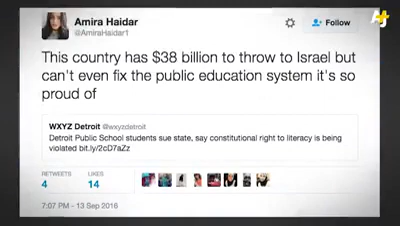 Amira Haidar
@AmiraHaidar1
Follow
This country has $38 billion to throw to Israel but
can't even fix the public education system it's so
proud of
WXYZ Detroit @wxyzdetroit
Detroit Public School students sue state, say constitutional right to literacy is being
violated bit.ly/2cD7aZz
RETWEETS
4
LIKES
14
7:07 PM - 13 Sep 2016